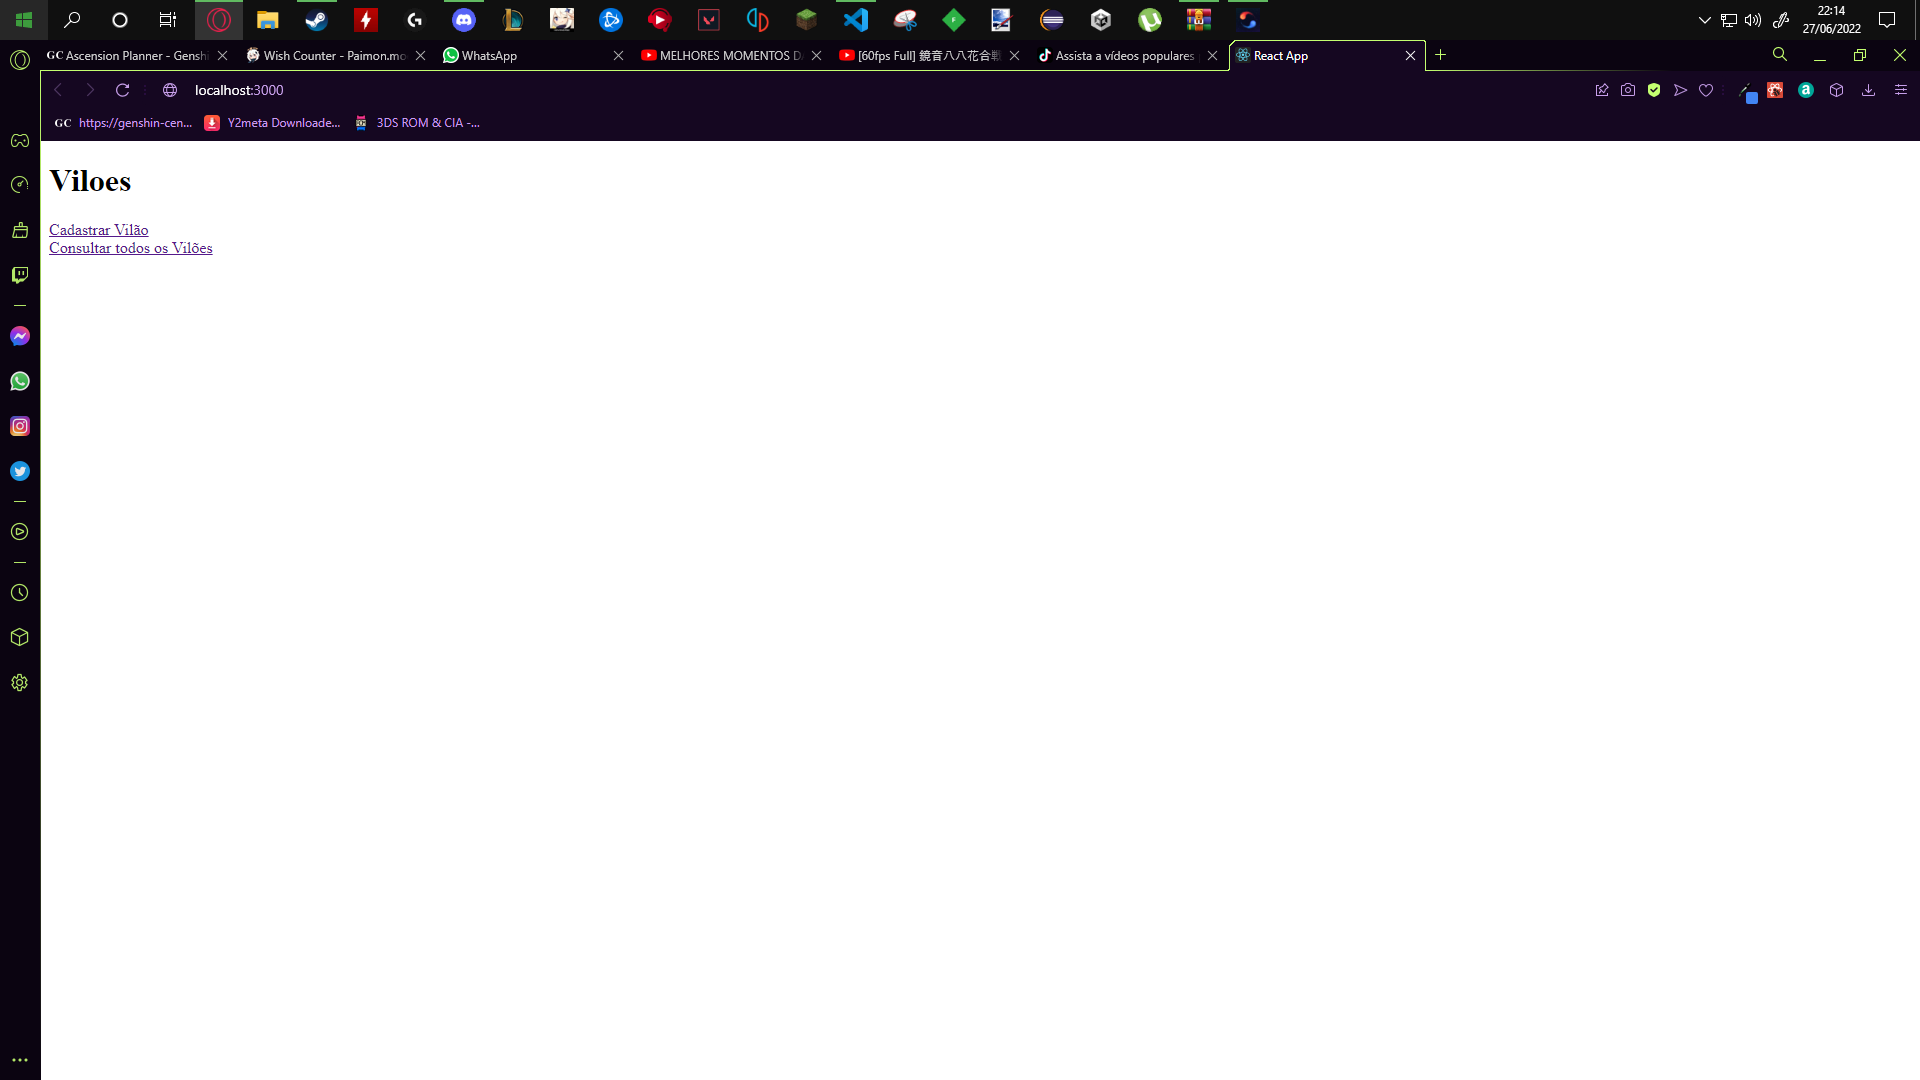 22:14
27/06/2022
GC Ascension Planner - Genshi
Wish Counter - Paimon.mo
WhatsApp
MELHORES MOMENTOS D
[60fps Full] 鏡音八八花合戦
Assista a vídeos populares
React App
localhost:3000
GC https://genshin-cen...
Y2meta Downloade...
3DS ROM & CIA -...
Viloes
Cadastrar Vilão
Consultar todos os Vilões